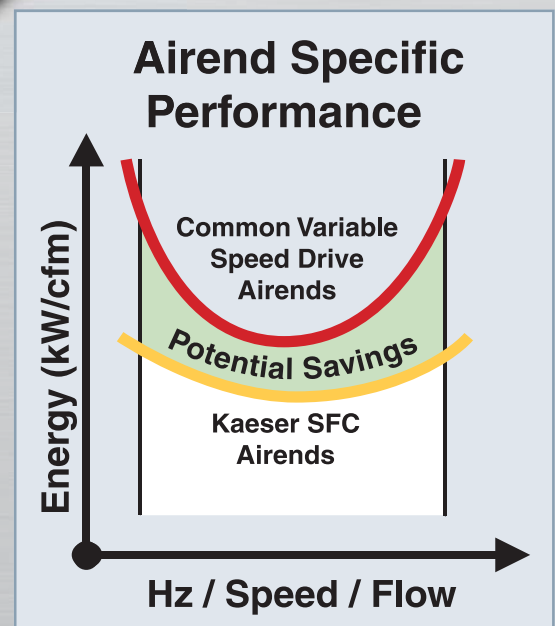 Airend Specific
Performance
Energy (kW/cfm)
Common Variable
Speed Drive
Airends
Potential Savings
Kaeser SFC
Airends
Hz / Speed / Flow